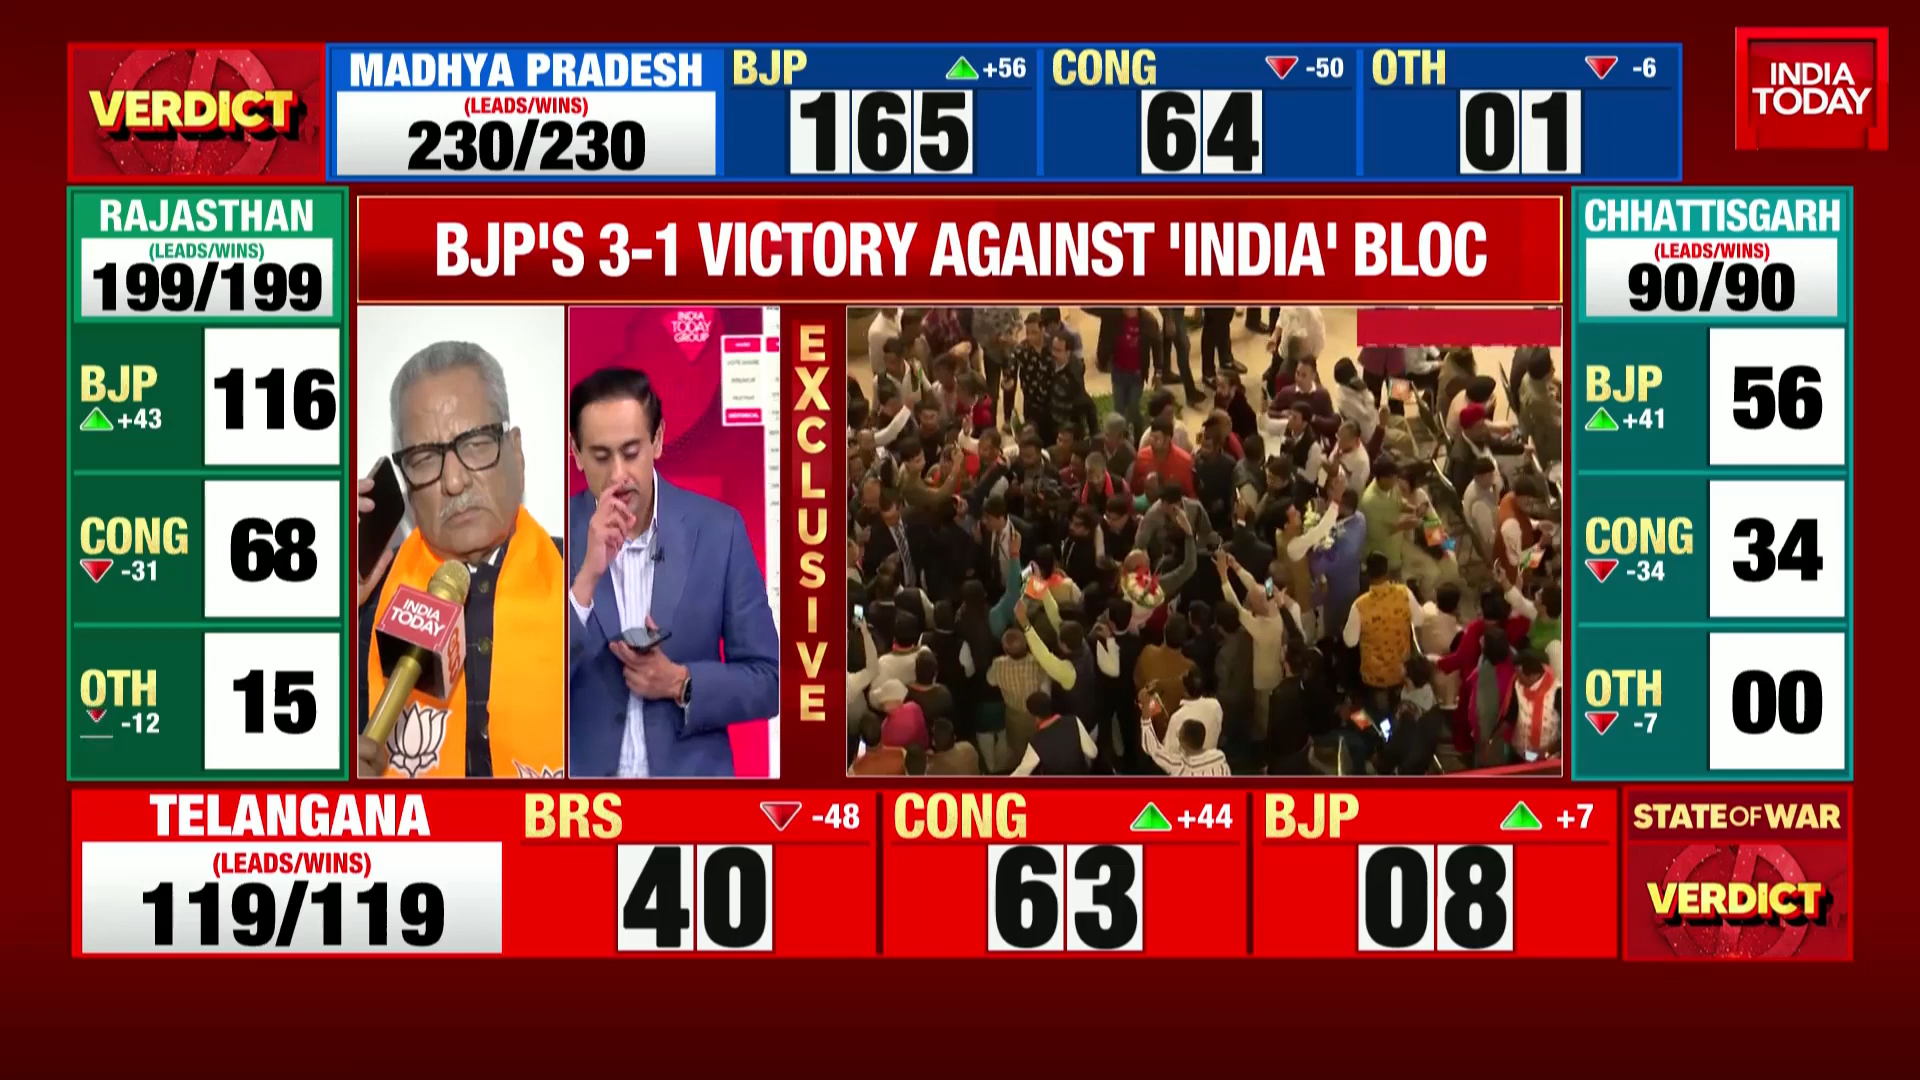 VERDICT
MADHYA PRADESH
(LEADS/WINS)
230/230
BJP
+56
165
CONG
-50
64
OTH
-6
01
INDIA
TODAY
RAJASTHAN
(LEADS/WINS)
199/199
BJP
+43
116
CONG
-31
68
OTH
-12
15
BJP'S 3-1 VICTORY AGAINST 'INDIA' BLOC
INDIA
TODAY
GROUP
INDIA
TODAY
EXCLUSIVE
CHHATTISGARH
(LEADS/WINS)
90/90
BJP
+41
56
CONG
-34
34
OTH
-7
00
TELANGANA
(LEADS/WINS)
119/119
BRS
-48
40
CONG
+44
63
BJP
+7
08
STATE OF WAR
VERDICT